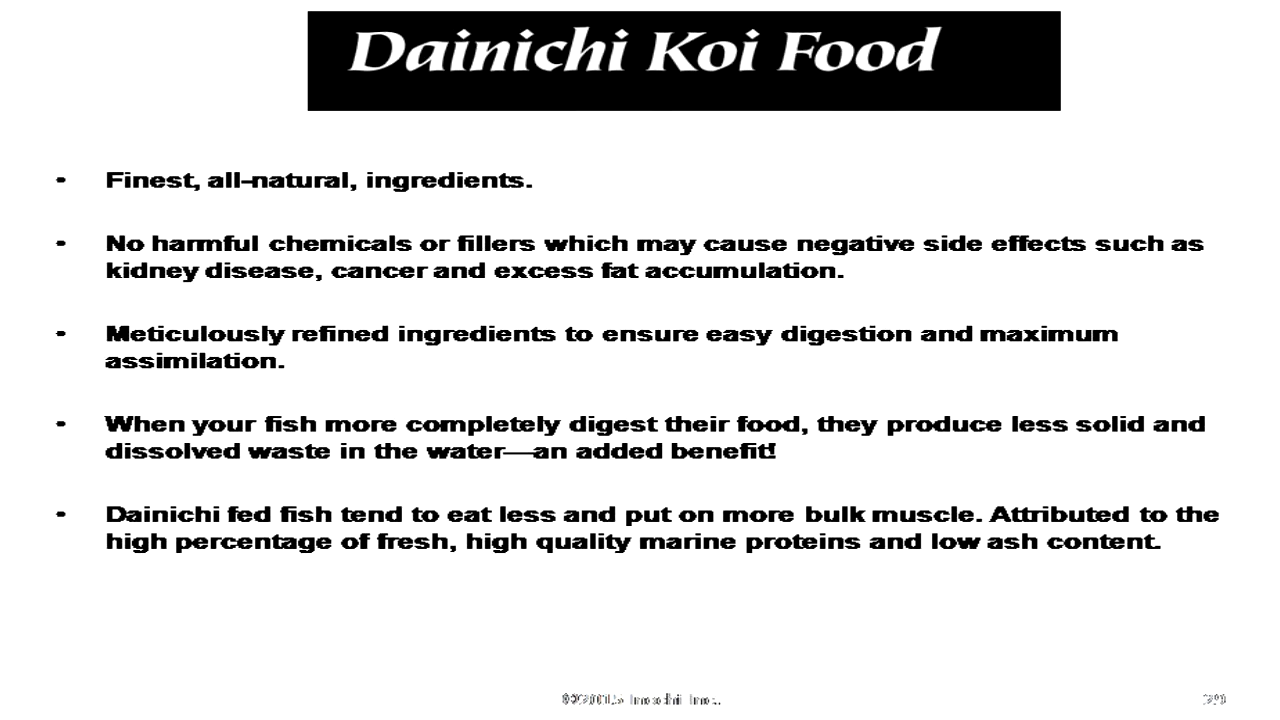 Dainichi Koi Food
• Finest, all-natural, ingredients.
• No harmful chemicals or fillers which may cause negative side effects such as
kidney disease, cancer and excess fat accumulation.
• Meticulously refined ingredients to ensure easy digestion and maximum
assimilation.
• When your fish more completely digest their food, they produce less solid and
dissolved waste in the water—an added benefit!
• Dainichi fed fish tend to eat less and put on more bulk muscle. Attributed to the
high percentage of fresh, high quality marine proteins and low ash content.
Inc.